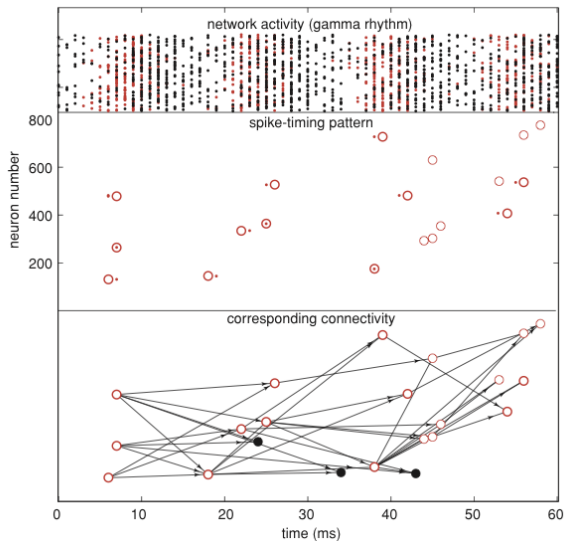 network activity (gamma rhythm)
spike-timing pattern
800
600
400
200
neuron number
corresponding connectivity
0 10 20 30 40 50 60
time (ms)